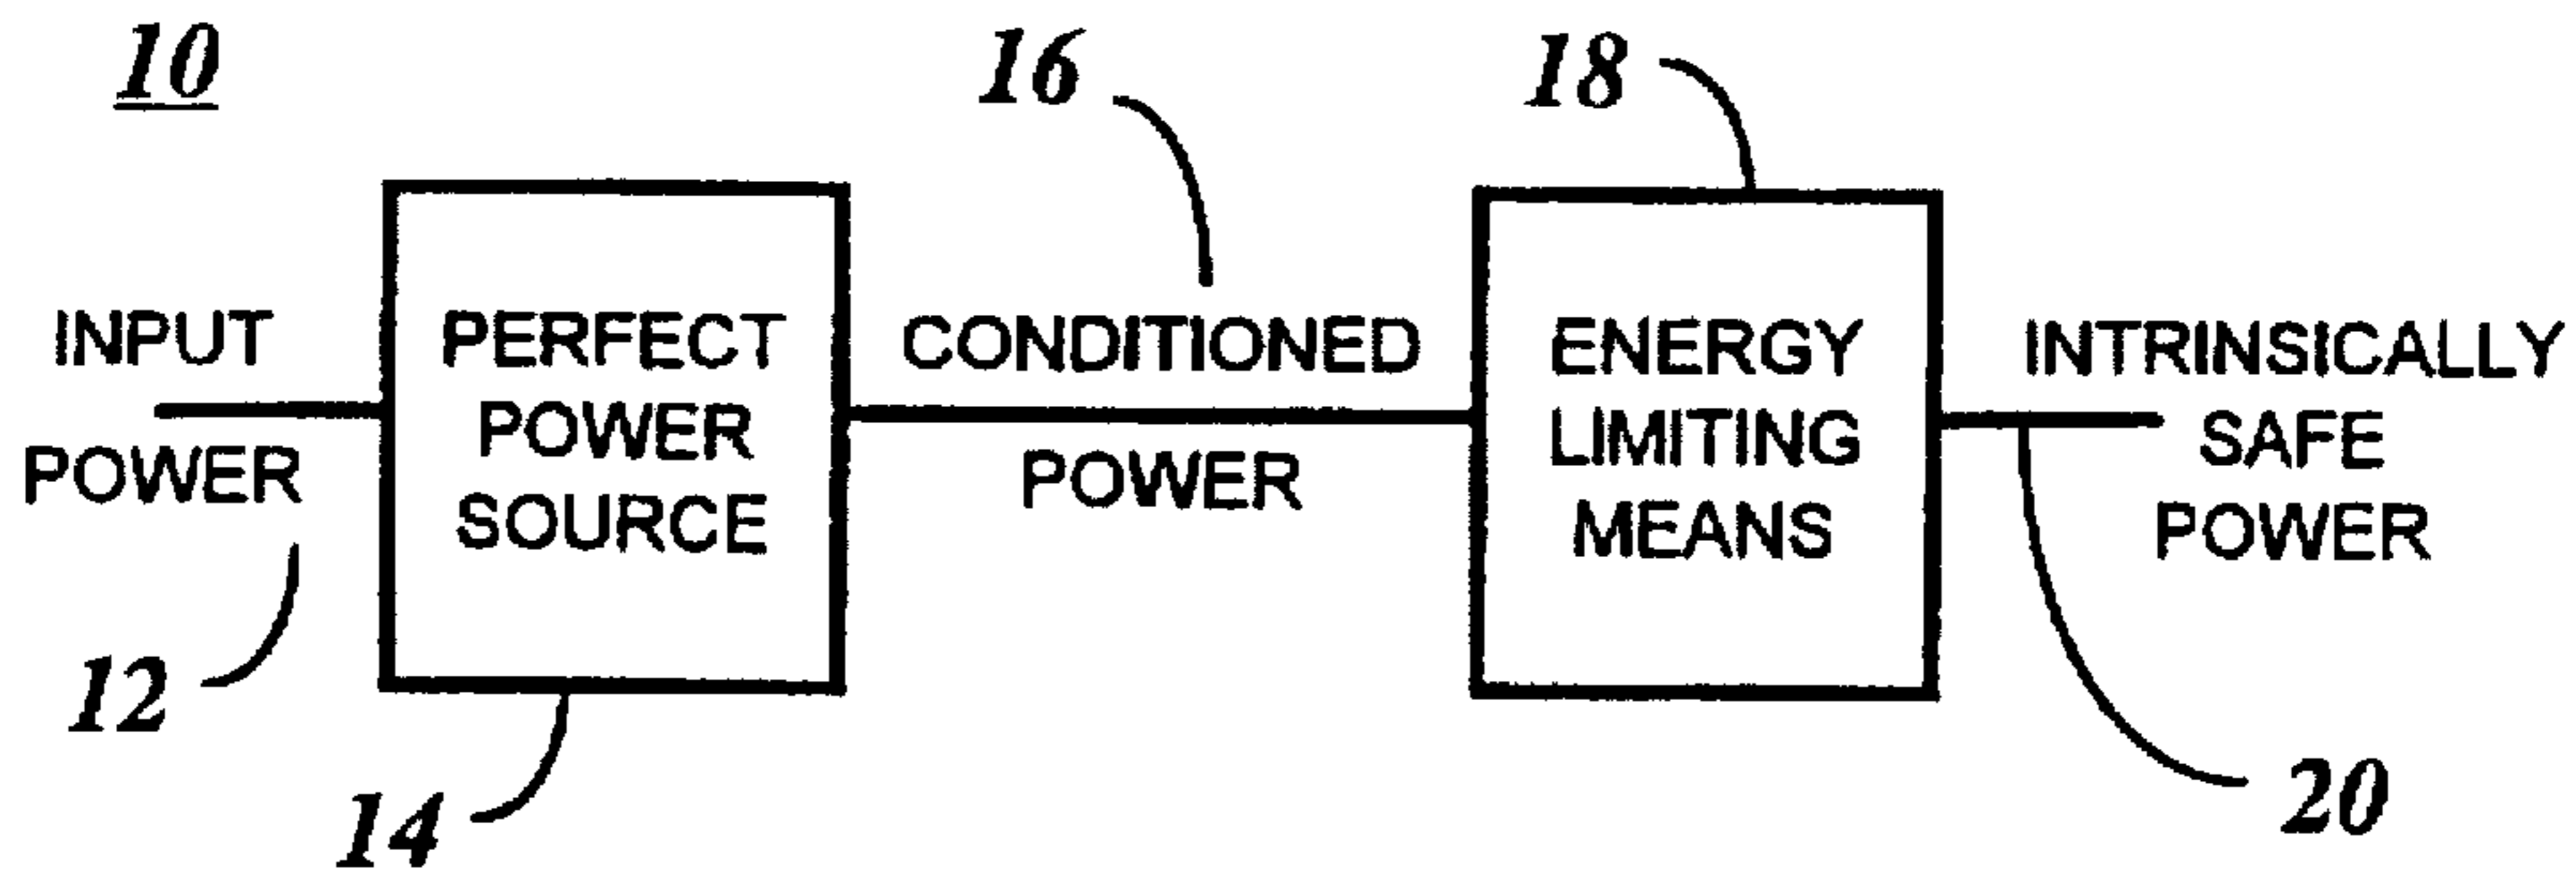 10
16
18
INPUT
POWER
12
PERFECT
POWER
SOURCE
14
CONDITIONED
POWER
ENERGY
LIMITING
MEANS
INTRINSICALLY
SAFE
POWER
20